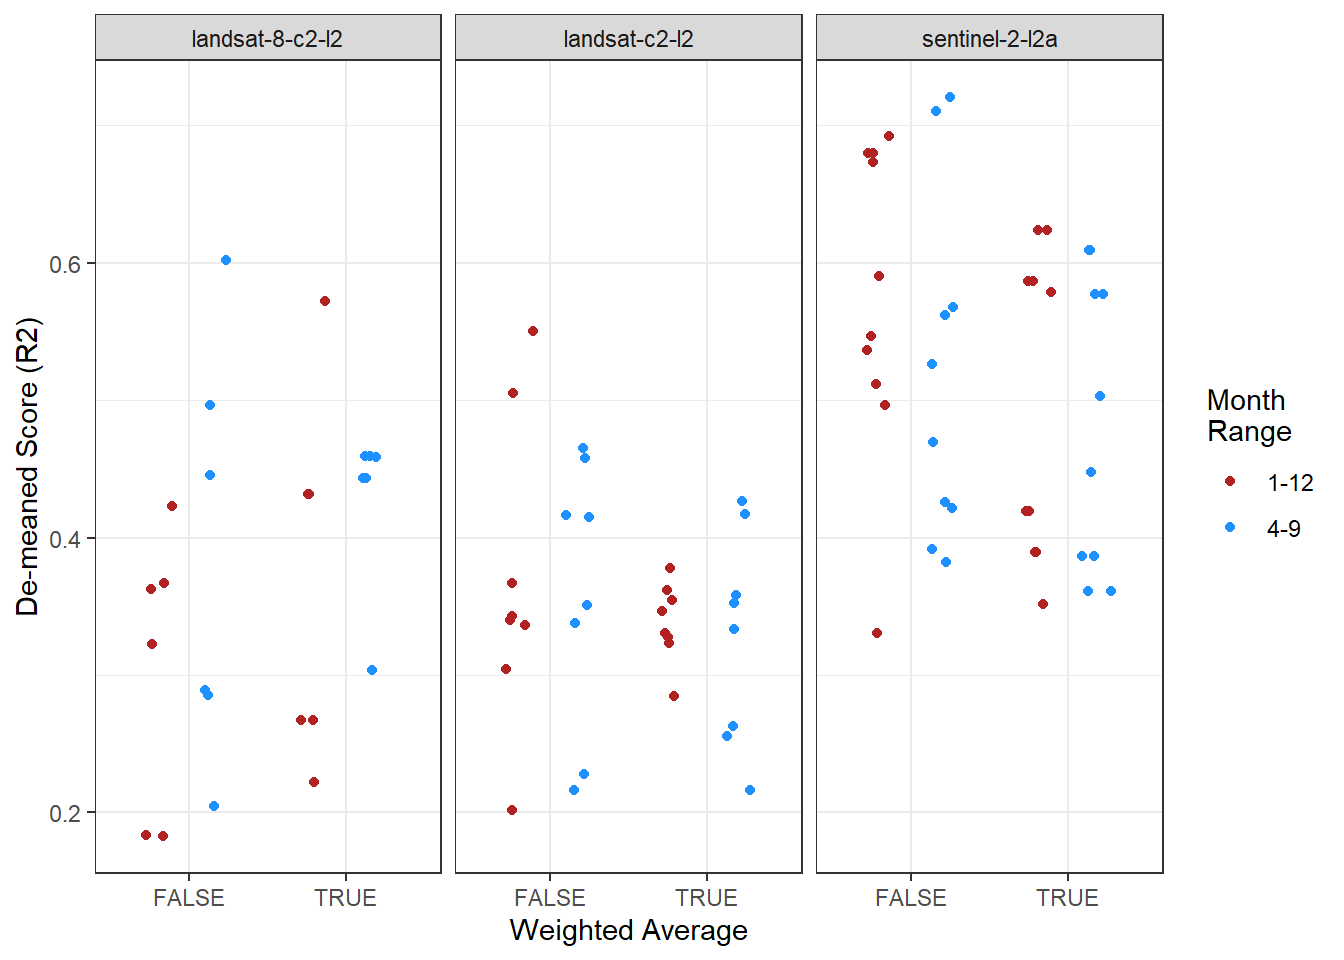 landsat-8-c2-l2
landsat-c2-l2
sentinel-2-l2a
De-meaned Score (R2)
0.6
0.4
0.2
FALSE
TRUE
FALSE
TRUE
FALSE
TRUE
Weighted Average
Month
Range
1-12
4-9